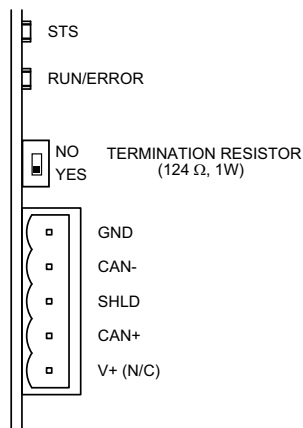 STS
RUN/ERROR
NO
YES
TERMINATION RESISTOR
(124 Ω, 1W)
GND
CAN-
SHLD
CAN+
V+ (N/C)